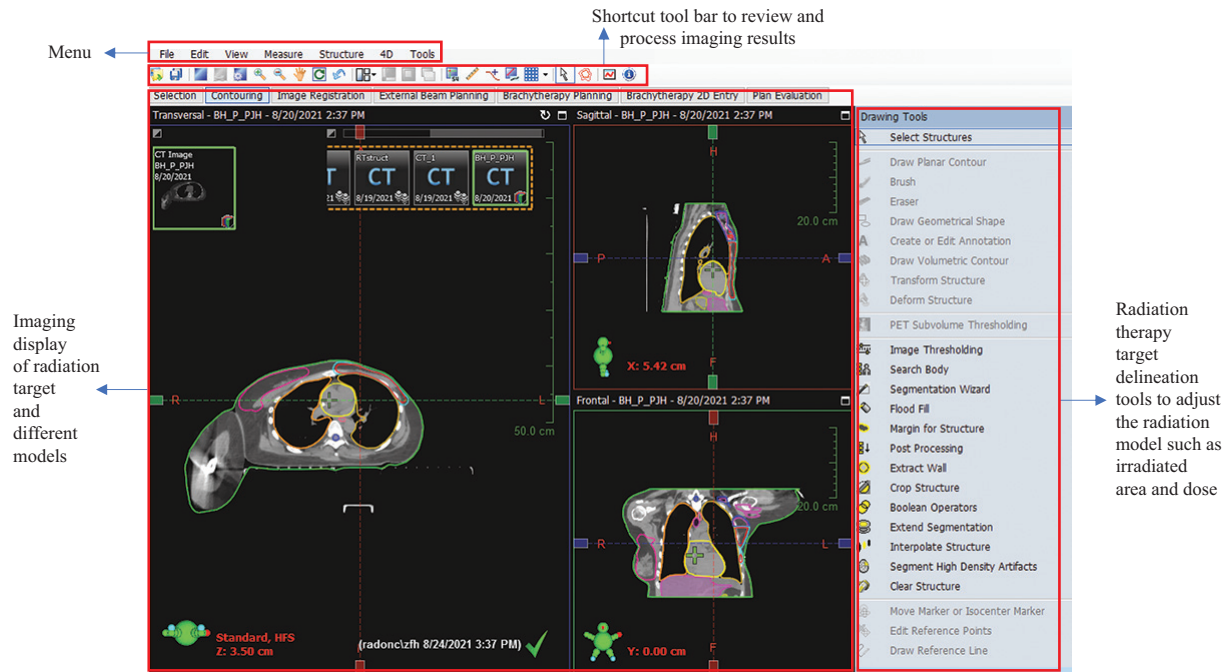 Shortcut tool bar to review and
process imaging results
Menu
File Edit View Measure Structure 4D Tools
Selection Contouring Image Registration External Beam Planning Brachytherapy Planning Brachytherapy 2D Entry Plan Evaluation
Transversal - BH_P_PJH - 8/20/2021 2:37 PM
Sagittal - BH_P_PJH - 8/20/2021 2:37 PM
CT Image
BH_P_PJH
8/20/2021
RTstruct
CT
8/19/2021
CT_1
CT
8/19/2021
BH_P_PJH
CT
8/20/2021
H
20.0 cm
P
A
F
X: 5.42 cm
R
L
50.0 cm
Frontal - BH_P_PJH - 8/20/2021 2:37 PM
H
20.0 cm
R
L
F
Y: 0.00 cm
Standard, HFS
Z: 3.50 cm
(radonc\zfh 8/24/2021 3:37 PM)
Drawing Tools
Select Structures
Draw Planar Contour
Brush
Eraser
Draw Geometrical Shape
Create or Edit Annotation
Draw Volumetric Contour
Transform Structure
Deform Structure
PET Subvolume Thresholding
Image Thresholding
Search Body
Segmentation Wizard
Flood Fill
Margin for Structure
Post Processing
Extract Wall
Crop Structure
Boolean Operators
Extend Segmentation
Interpolate Structure
Segment High Density Artifacts
Clear Structure
Move Marker or Isocenter Marker
Edit Reference Points
Draw Reference Line
Imaging
display
of radiation
target
and
different
models
Radiation
therapy
target
delineation
tools to adjust
the radiation
model such as
irradiated
area and dose